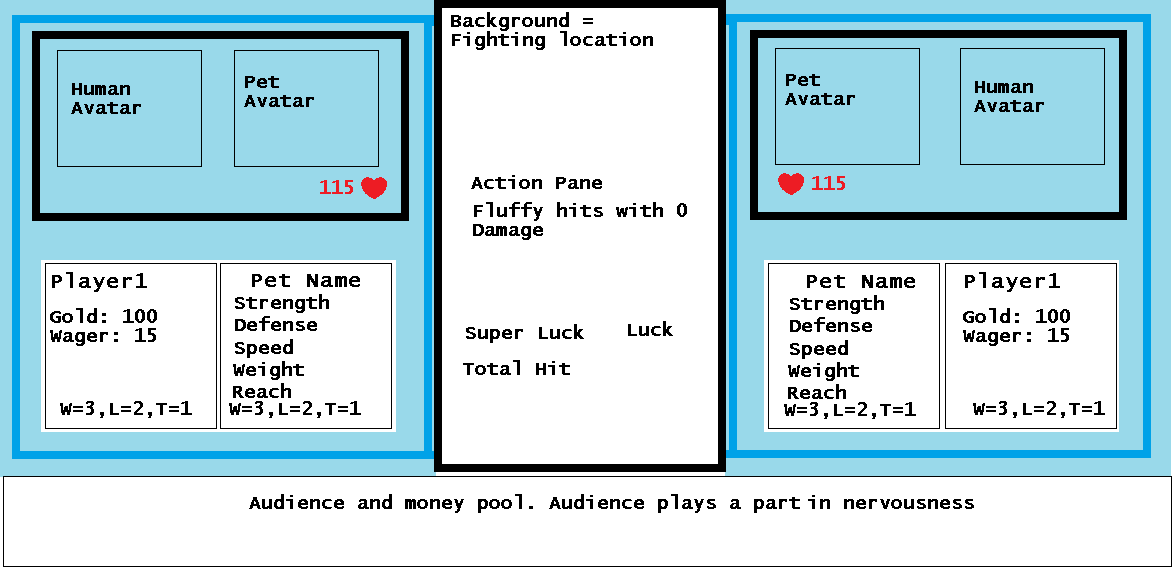 Human
Avatar
Pet
Avatar
115
Player1
Gold: 100
Wager: 15
W=3,L=2,T=1
Pet Name
Strength
Defense
Speed
Weight
Reach
W=3,L=2,T=1
Background =
Fighting location
Action Pane
Fluffy hits with 0
Damage
Super Luck
Luck
Total Hit
Pet
Avatar
Human
Avatar
115
Pet Name
Strength
Defense
Speed
Weight
Reach
W=3,L=2,T=1
Player1
Gold: 100
Wager: 15
W=3,L=2,T=1
Audience and money pool. Audience plays a part in nervousness